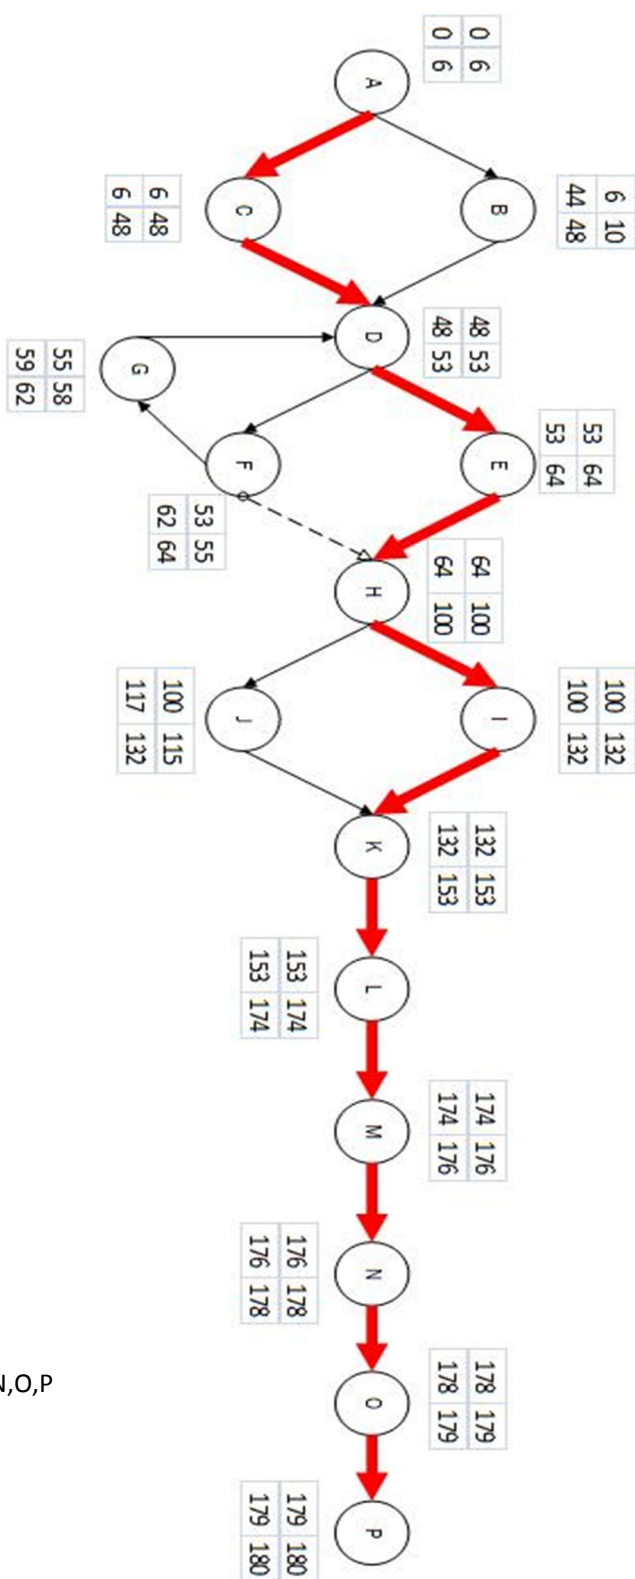 0 6
0 6
A
6 10
44 48
B
C
6 48
6 48
48 53
48 53
D
G
55 58
59 62
53 64
53 64
E
F
53 55
62 64
64 100
64 100
H
100 132
100 132
I
J
100 115
117 132
132 153
132 153
K
L
153 174
153 174
174 176
174 176
M
N
176 178
176 178
178 179
178 179
O
P
179 180
179 180
N,O,P